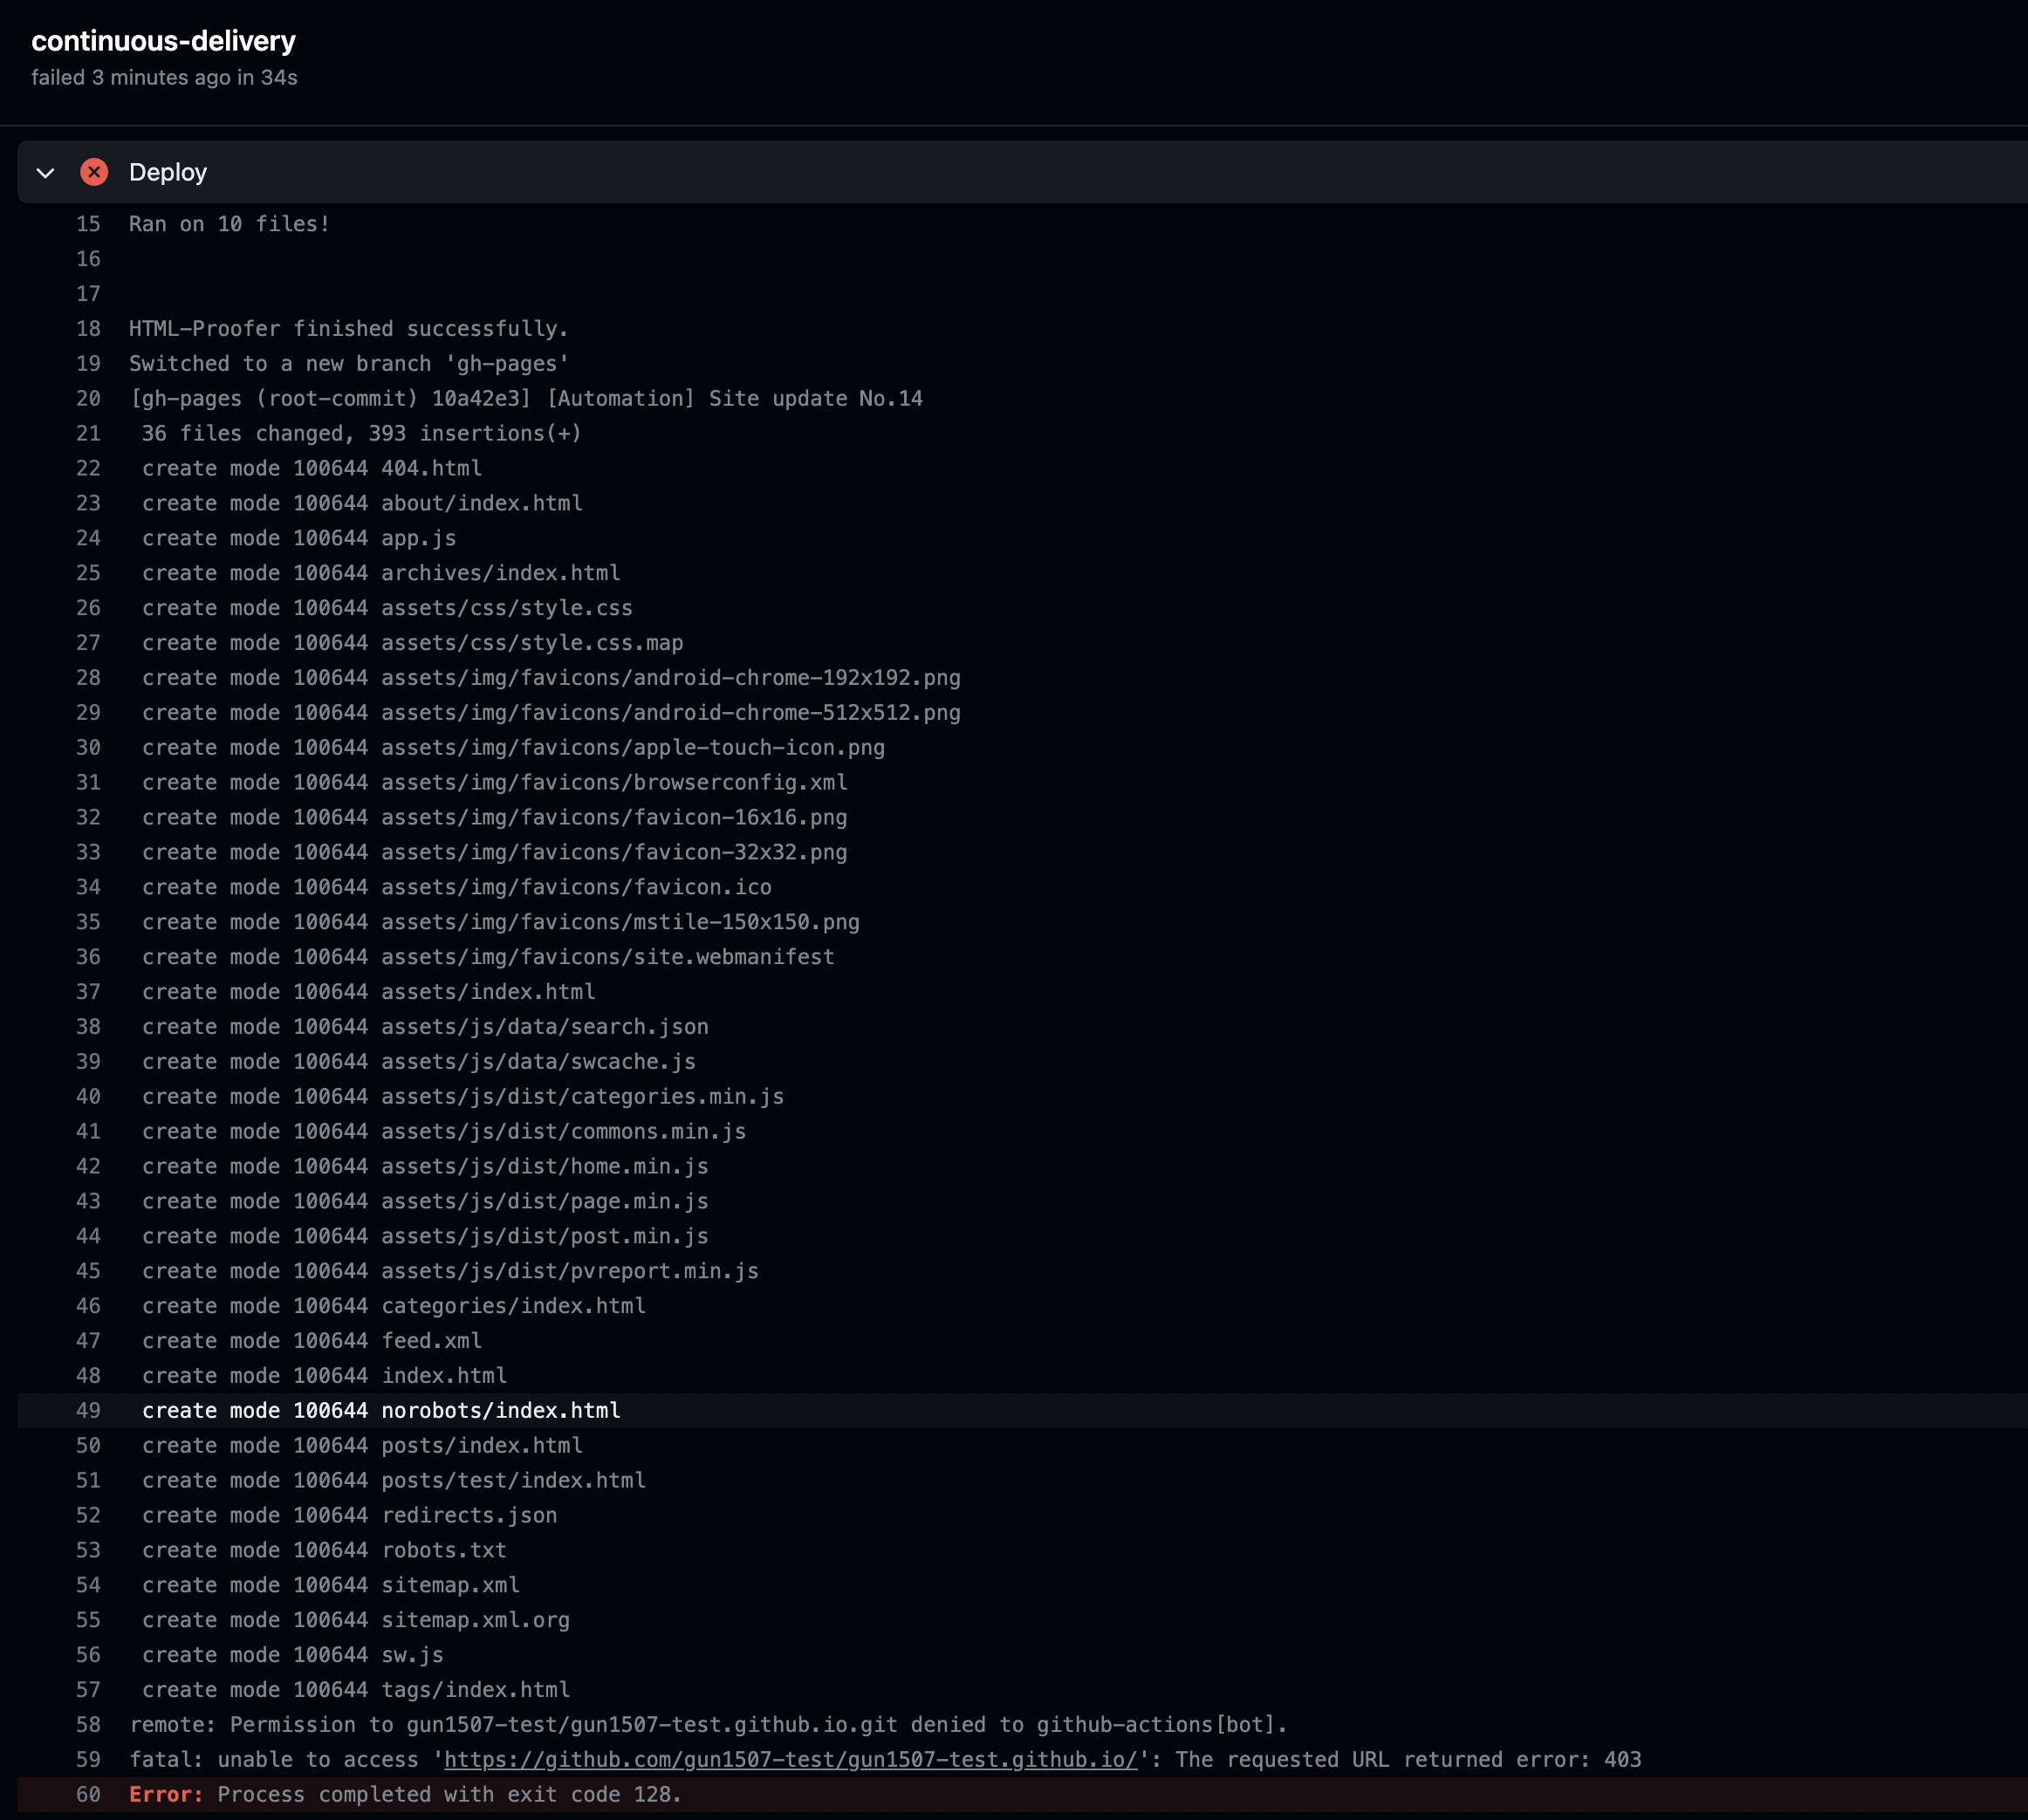 continuous-delivery
failed 3 minutes ago in 34s
Deploy
15 Ran on 10 files!
16
17
18 HTML-Proofer finished successfully.
19 Switched to a new branch 'gh-pages'
20 [gh-pages (root-commit) 10a42e3] [Automation] Site update No.14
21 36 files changed, 393 insertions(+)
22 create mode 100644 404.html
23 create mode 100644 about/index.html
24 create mode 100644 app.js
25 create mode 100644 archives/index.html
26 create mode 100644 assets/css/style.css
27 create mode 100644 assets/css/style.css.map
28 create mode 100644 assets/img/favicons/android-chrome-192x192.png
29 create mode 100644 assets/img/favicons/android-chrome-512x512.png
30 create mode 100644 assets/img/favicons/apple-touch-icon.png
31 create mode 100644 assets/img/favicons/browserconfig.xml
32 create mode 100644 assets/img/favicons/favicon-16x16.png
33 create mode 100644 assets/img/favicons/favicon-32x32.png
34 create mode 100644 assets/img/favicons/favicon.ico
35 create mode 100644 assets/img/favicons/mstile-150x150.png
36 create mode 100644 assets/img/favicons/site.webmanifest
37 create mode 100644 assets/index.html
38 create mode 100644 assets/js/data/search.json
39 create mode 100644 assets/js/data/swcache.js
40 create mode 100644 assets/js/dist/categories.min.js
41 create mode 100644 assets/js/dist/commons.min.js
42 create mode 100644 assets/js/dist/home.min.js
43 create mode 100644 assets/js/dist/page.min.js
44 create mode 100644 assets/js/dist/post.min.js
45 create mode 100644 assets/js/dist/pvreport.min.js
46 create mode 100644 categories/index.html
47 create mode 100644 feed.xml
48 create mode 100644 index.html
49 create mode 100644 norobots/index.html
50 create mode 100644 posts/index.html
51 create mode 100644 posts/test/index.html
52 create mode 100644 redirects.json
53 create mode 100644 robots.txt
54 create mode 100644 sitemap.xml
55 create mode 100644 sitemap.xml.org
56 create mode 100644 sw.js
57 create mode 100644 tags/index.html
58 remote: Permission to gun1507-test/gun1507-test.github.io.git denied to github-actions[bot].
59 fatal: unable to access 'https://github.com/gun1507-test/gun1507-test.github.io/': The requested URL returned error: 403
60 Error: Process completed with exit code 128.